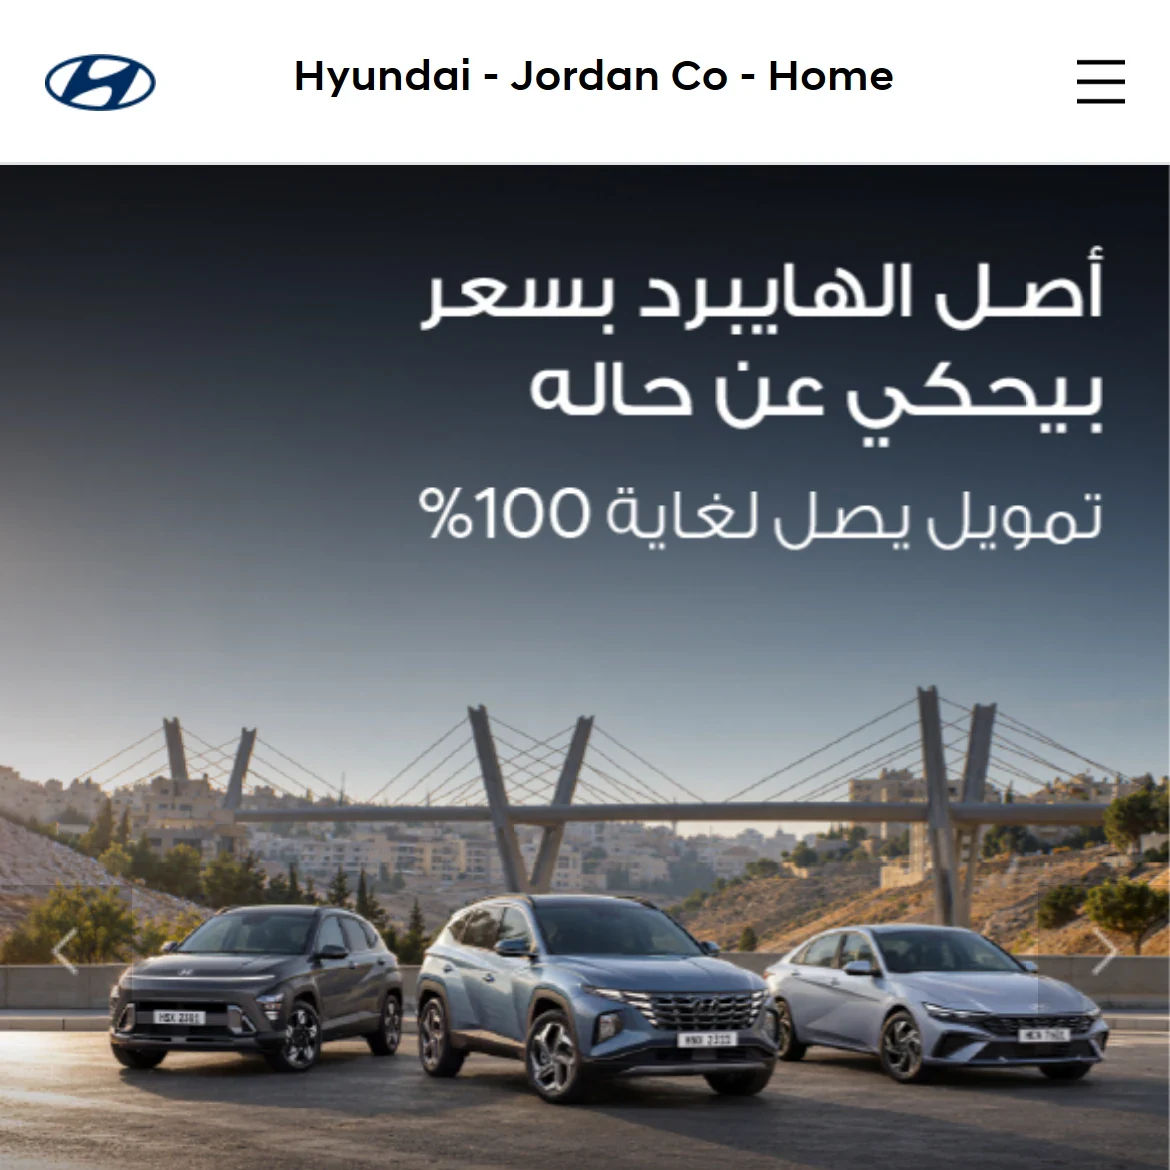 Hyundai - Jordan Co - Home
أصل الهايبرد بسعر
بيحكي عن حاله
تمويل يصل لغاية 100%